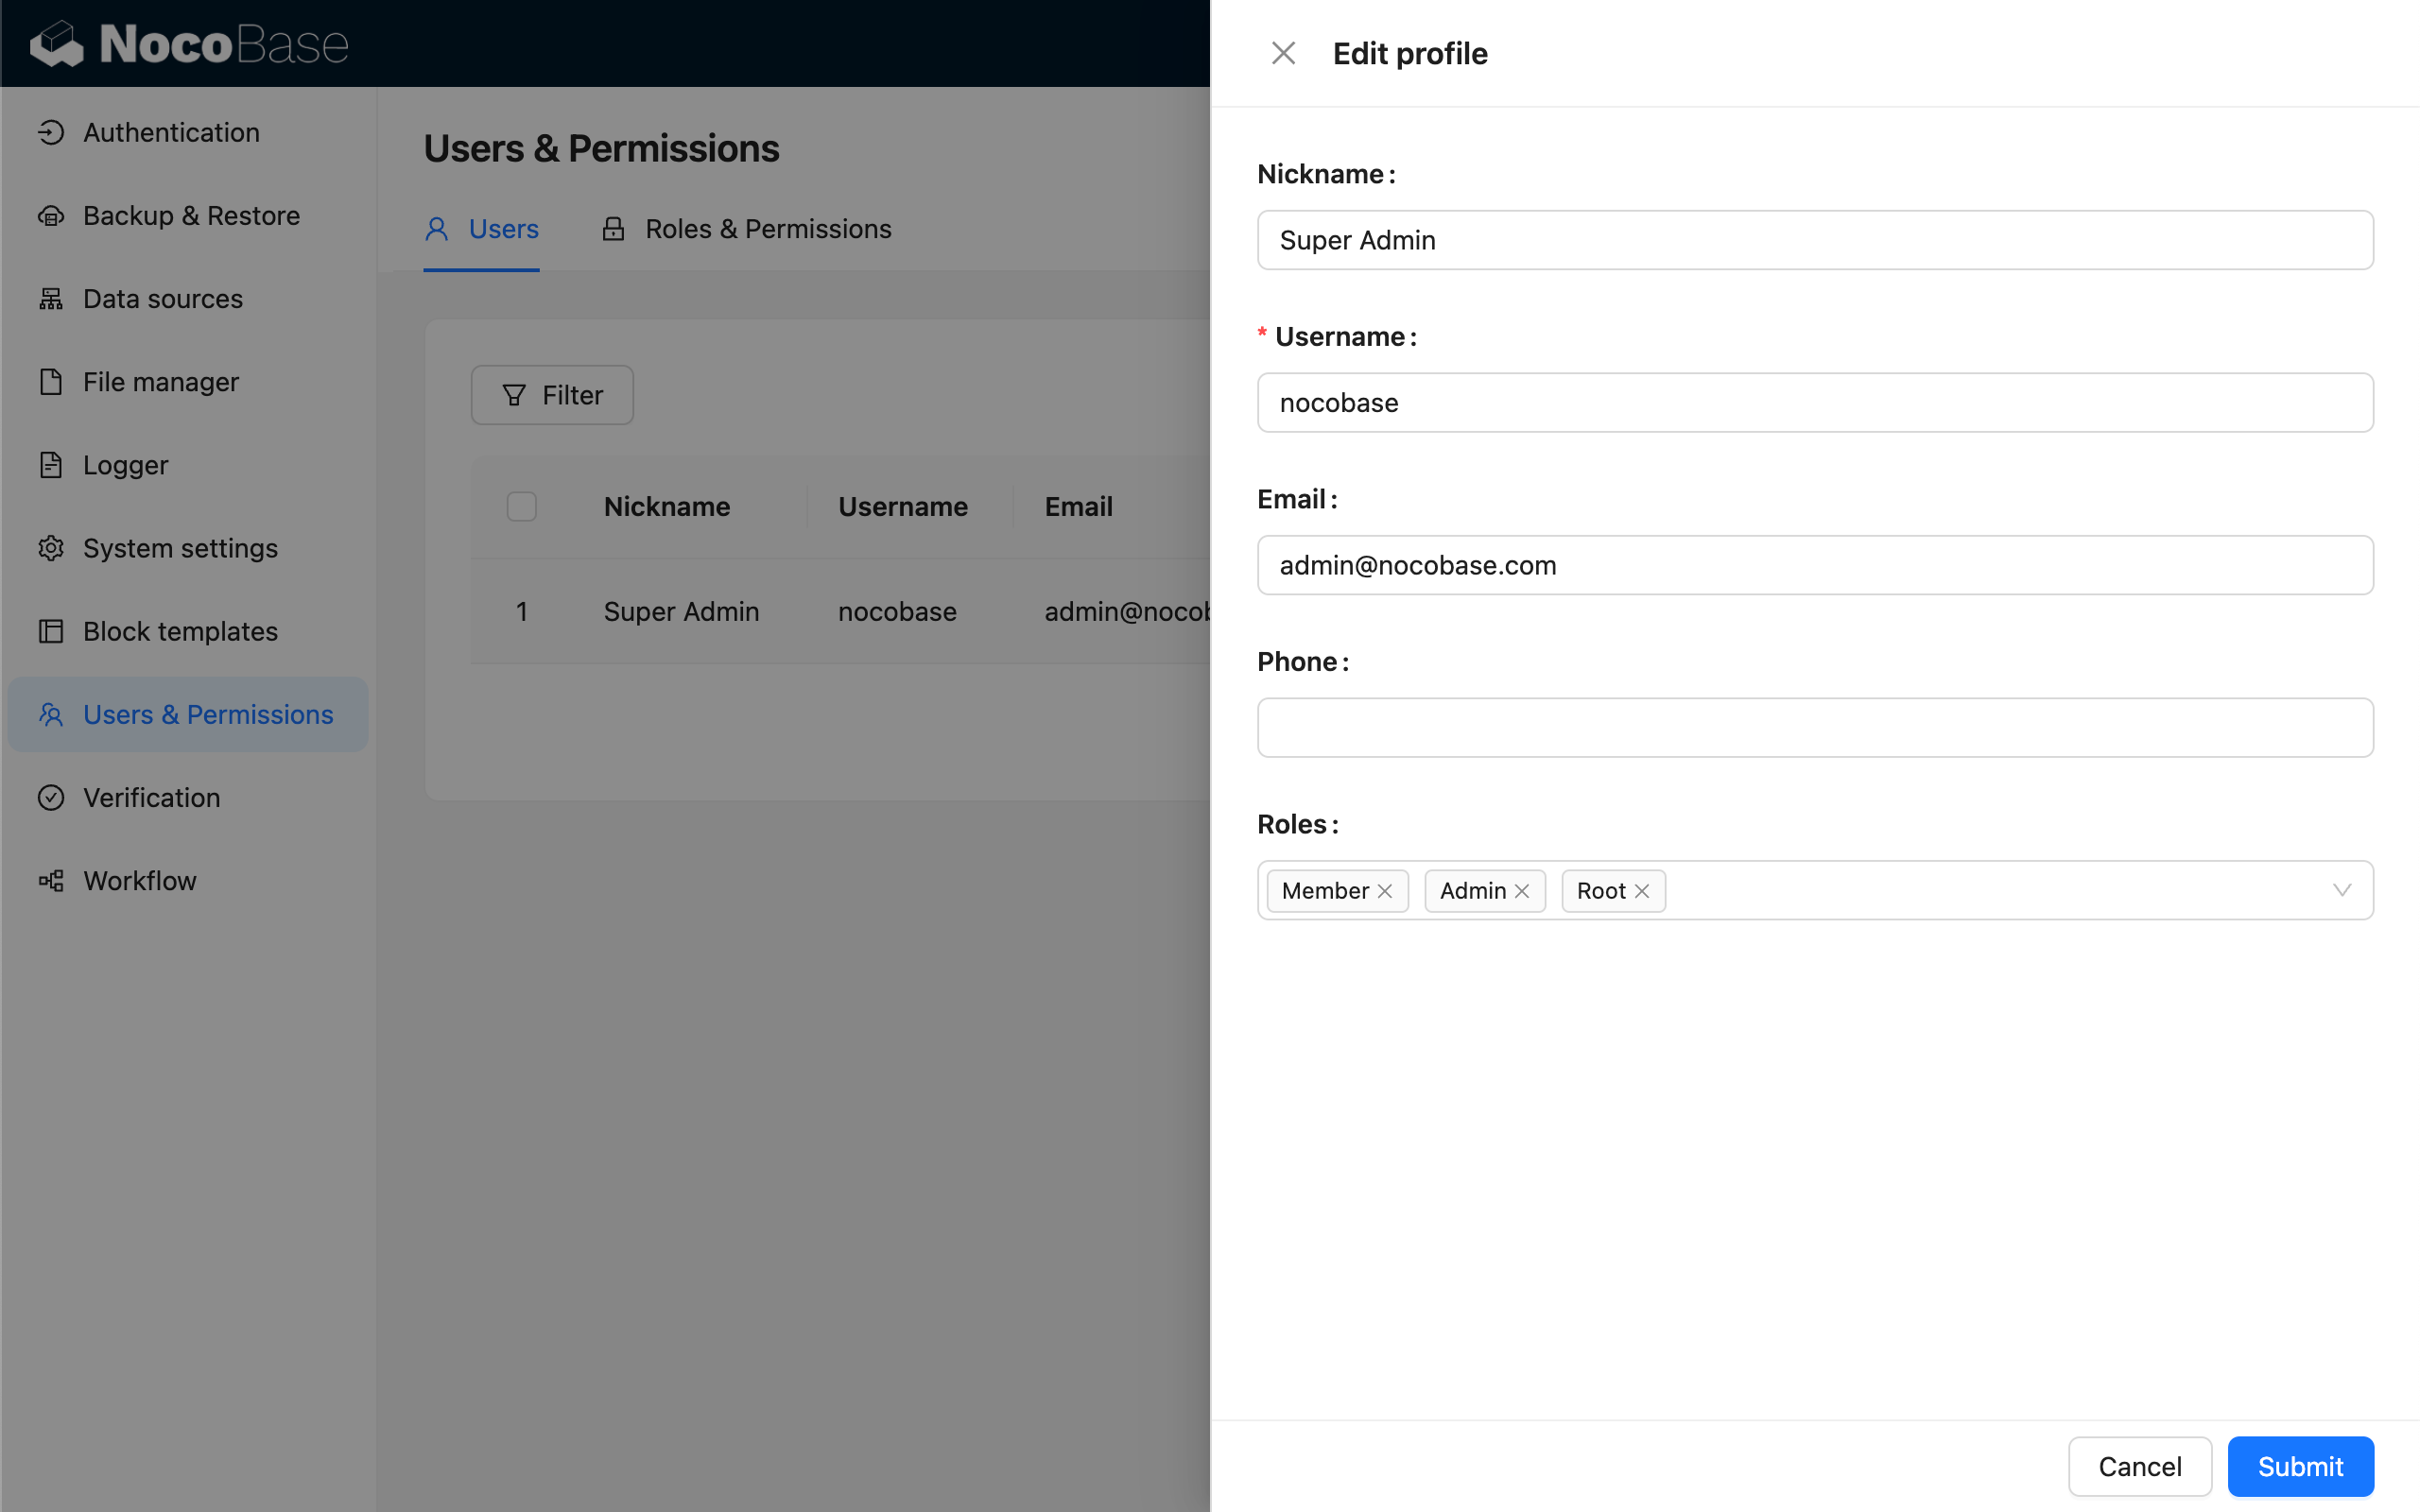 NocoBase
Authentication
Backup & Restore
Data sources
File manager
Logger
System settings
Block templates
Users & Permissions
Verification
Workflow
Users & Permissions
Users
Roles & Permissions
Filter
Nickname Username Email
1 Super Admin nocobase admin@nocob
Edit profile
Nickname:
Super Admin
* Username:
nocobase
Email:
admin@nocobase.com
Phone:
Roles:
Member Admin Root
Cancel Submit